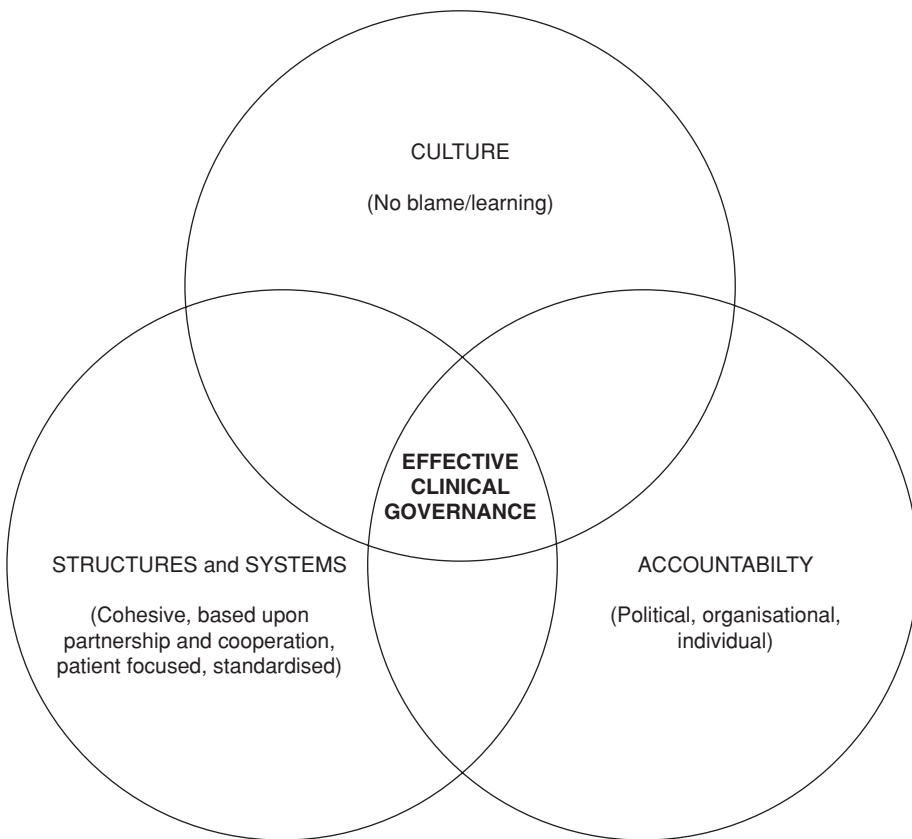 CULTURE
(No blame/learning)
EFFECTIVE
CLINICAL
GOVERNANCE
STRUCTURES and SYSTEMS
(Cohesive, based upon
partnership and cooperation,
patient focused, standardised)
ACCOUNTABILTY
(Political, organisational,
individual)